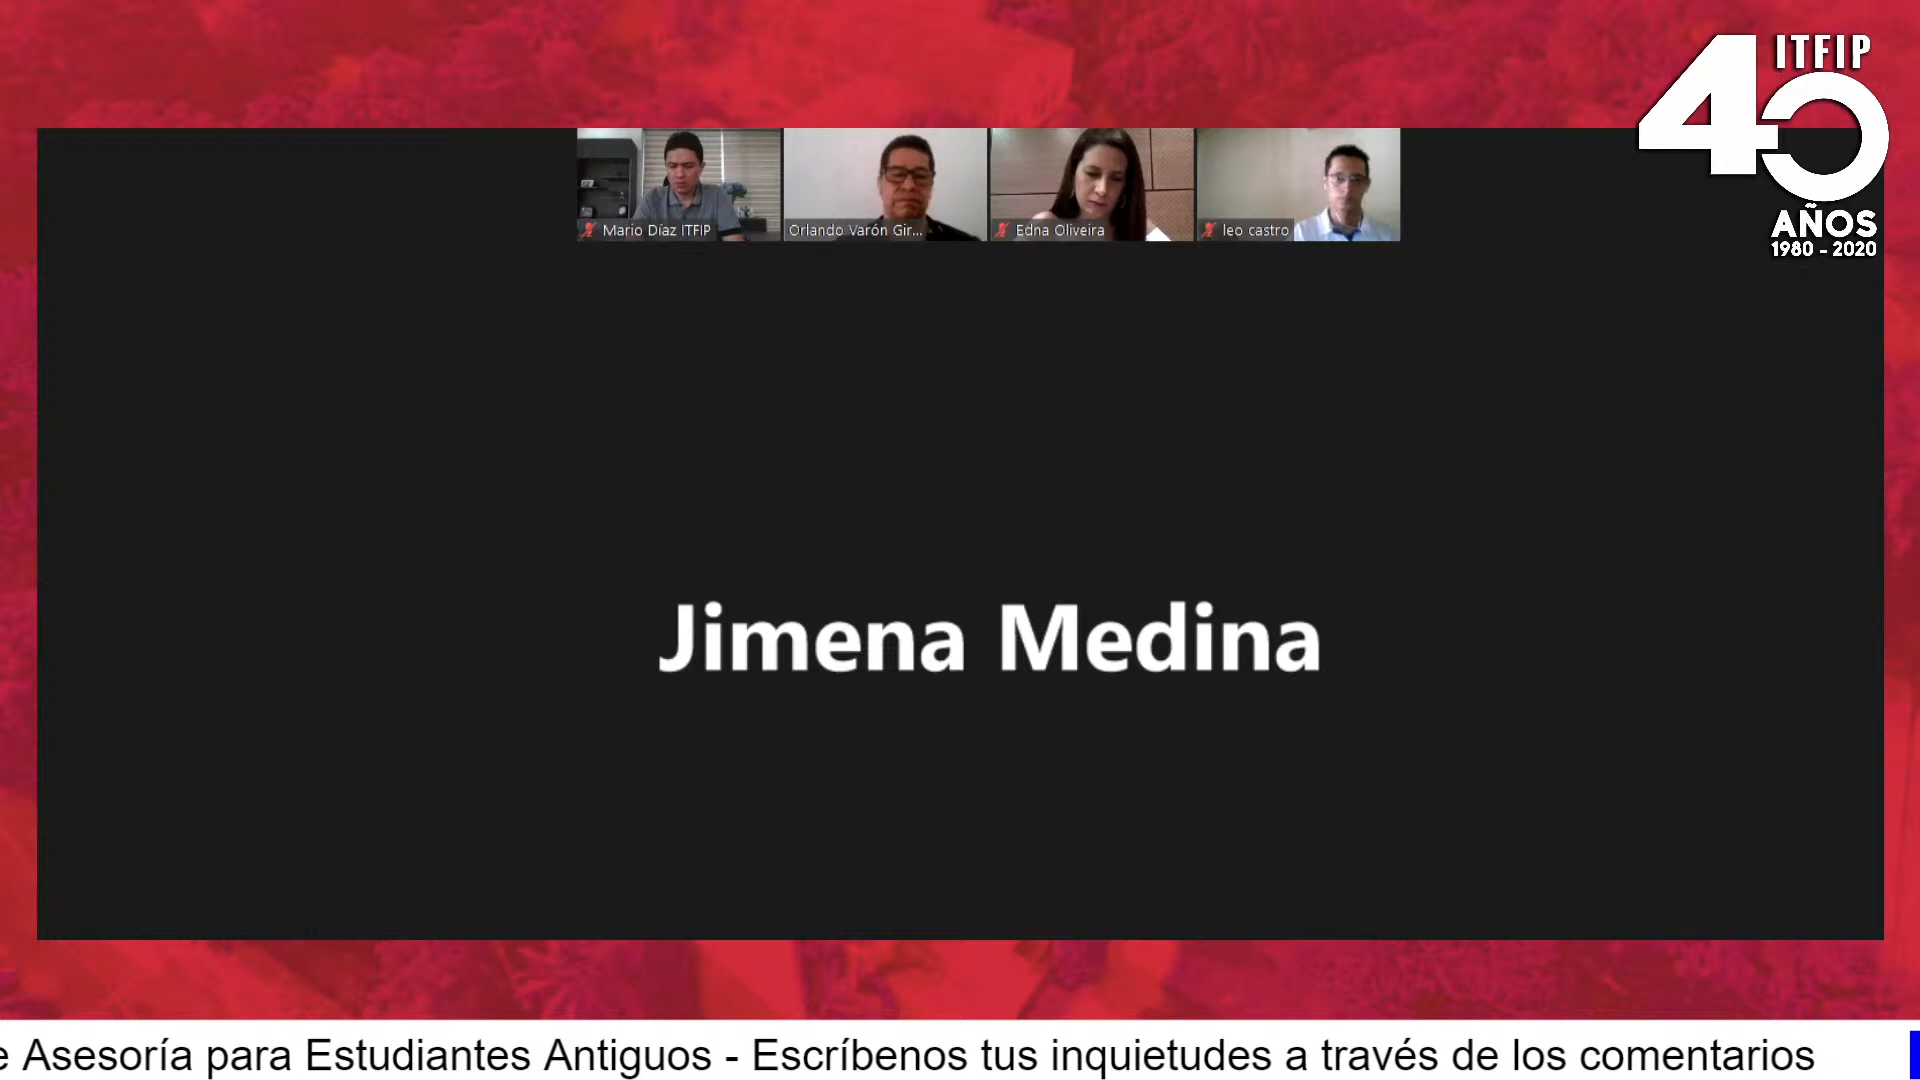 40
ITFIP
AÑOS
1980 - 2020
Mario Díaz ITFIP
Orlando Varón Gir...
Edna Oliveira
leo castro
Jimena Medina
e Asesoría para Estudiantes Antiguos - Escríbenos tus inquietudes a través de los comentarios